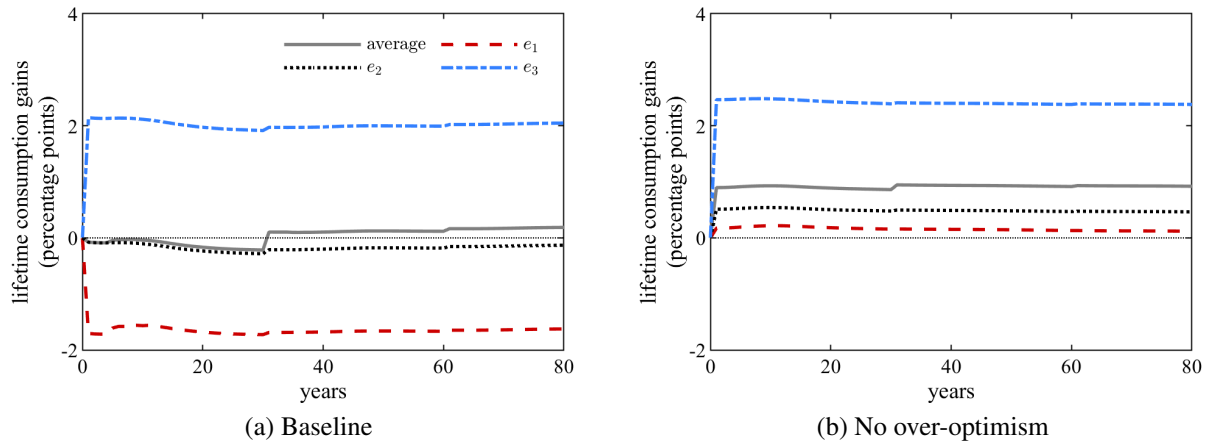 lifetime consumption gains
(percentage points)
4
2
0
-2
average
e₁
e₂
e₃
0 20 40 60 80
years
(a) Baseline
lifetime consumption gains
(percentage points)
4
2
0
-2
0 20 40 60 80
years
(b) No over-optimism